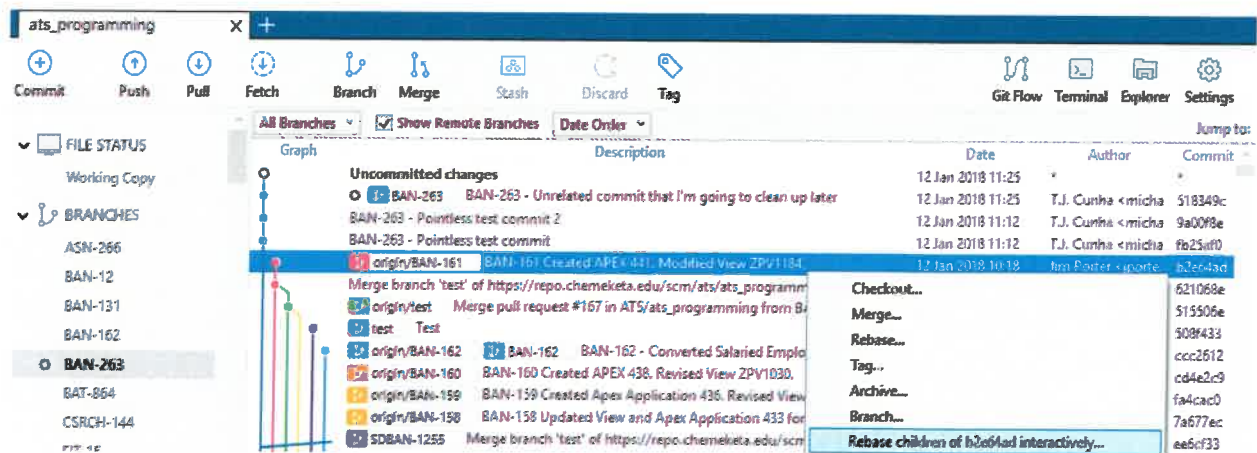 ats_programming X +
Commit Push Pull Fetch Branch Merge Stash Discard Tag Git Flow Terminal Explorer Settings
All Branches Show Remote Branches Date Order Jump to:
FILE STATUS
Working Copy
BRANCHES
ASN-266
BAN-12
BAN-131
BAN-162
BAN-263
BAT-864
CSRCH-144
Graph Description Date Author Commit
Uncommitted changes 12 Jan 2018 11:25 * *
BAN-263 BAN-263 - Unrelated commit that I'm going to clean up later 12 Jan 2018 11:25 T.J. Cunha <micha 518349c
BAN-263 - Pointless test commit 2 12 Jan 2018 11:12 T.J. Cunha <micha 9a00f8e
BAN-263 - Pointless test commit 12 Jan 2018 11:12 T.J. Cunha <micha fb25af0
origin/BAN-161 BAN-161 Created APEX 441. Modified View ZPV1184. 12 Jan 2018 10:18 b2e64ad
Merge branch 'test' of https://repo.chemeketa.edu/scm/ats/ats_programm 621068e
origin/test Merge pull request #167 in ATS/ats_programming from BA 515506e
test Test 508f433
origin/BAN-162 BAN-162 BAN-162 - Converted Salaried Emplo ccc2612
origin/BAN-160 BAN-160 Created APEX 438. Revised View ZPV1030. cd4e2c9
origin/BAN-159 BAN-159 Created Apex Application 436. Revised View fa4cac0
origin/BAN-158 BAN-158 Updated View and Apex Application 433 for 7a677ec
SDBAN-1255 Merge branch 'test' of https://repo.chemeketa.edu/scm ee6cf33
Checkout...
Merge...
Rebase...
Tag...
Archive...
Branch...
Rebase children of b2e64ad interactively...